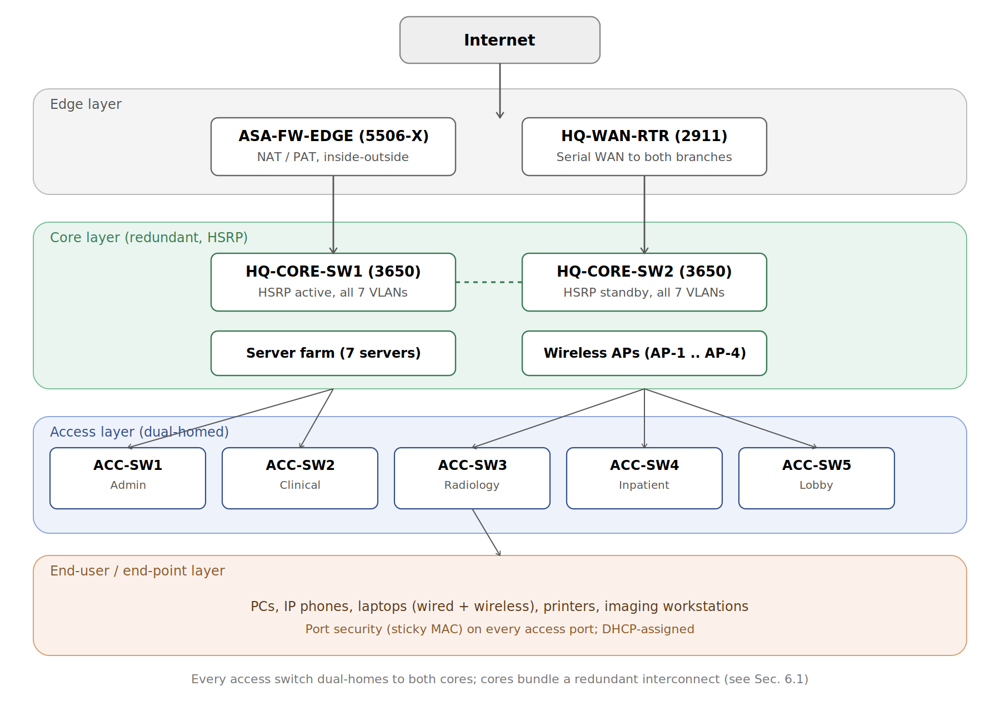 Internet
Edge layer
ASA-FW-EDGE (5506-X)
NAT / PAT, inside-outside
HQ-WAN-RTR (2911)
Serial WAN to both branches
Core layer (redundant, HSRP)
HQ-CORE-SW1 (3650)
HSRP active, all 7 VLANs
HQ-CORE-SW2 (3650)
HSRP standby, all 7 VLANs
Server farm (7 servers)
Wireless APs (AP-1 .. AP-4)
Access layer (dual-homed)
ACC-SW1
Admin
ACC-SW2
Clinical
ACC-SW3
Radiology
ACC-SW4
Inpatient
ACC-SW5
Lobby
End-user / end-point layer
PCs, IP phones, laptops (wired + wireless), printers, imaging workstations
Port security (sticky MAC) on every access port; DHCP-assigned
Every access switch dual-homes to both cores; cores bundle a redundant interconnect (see Sec. 6.1)